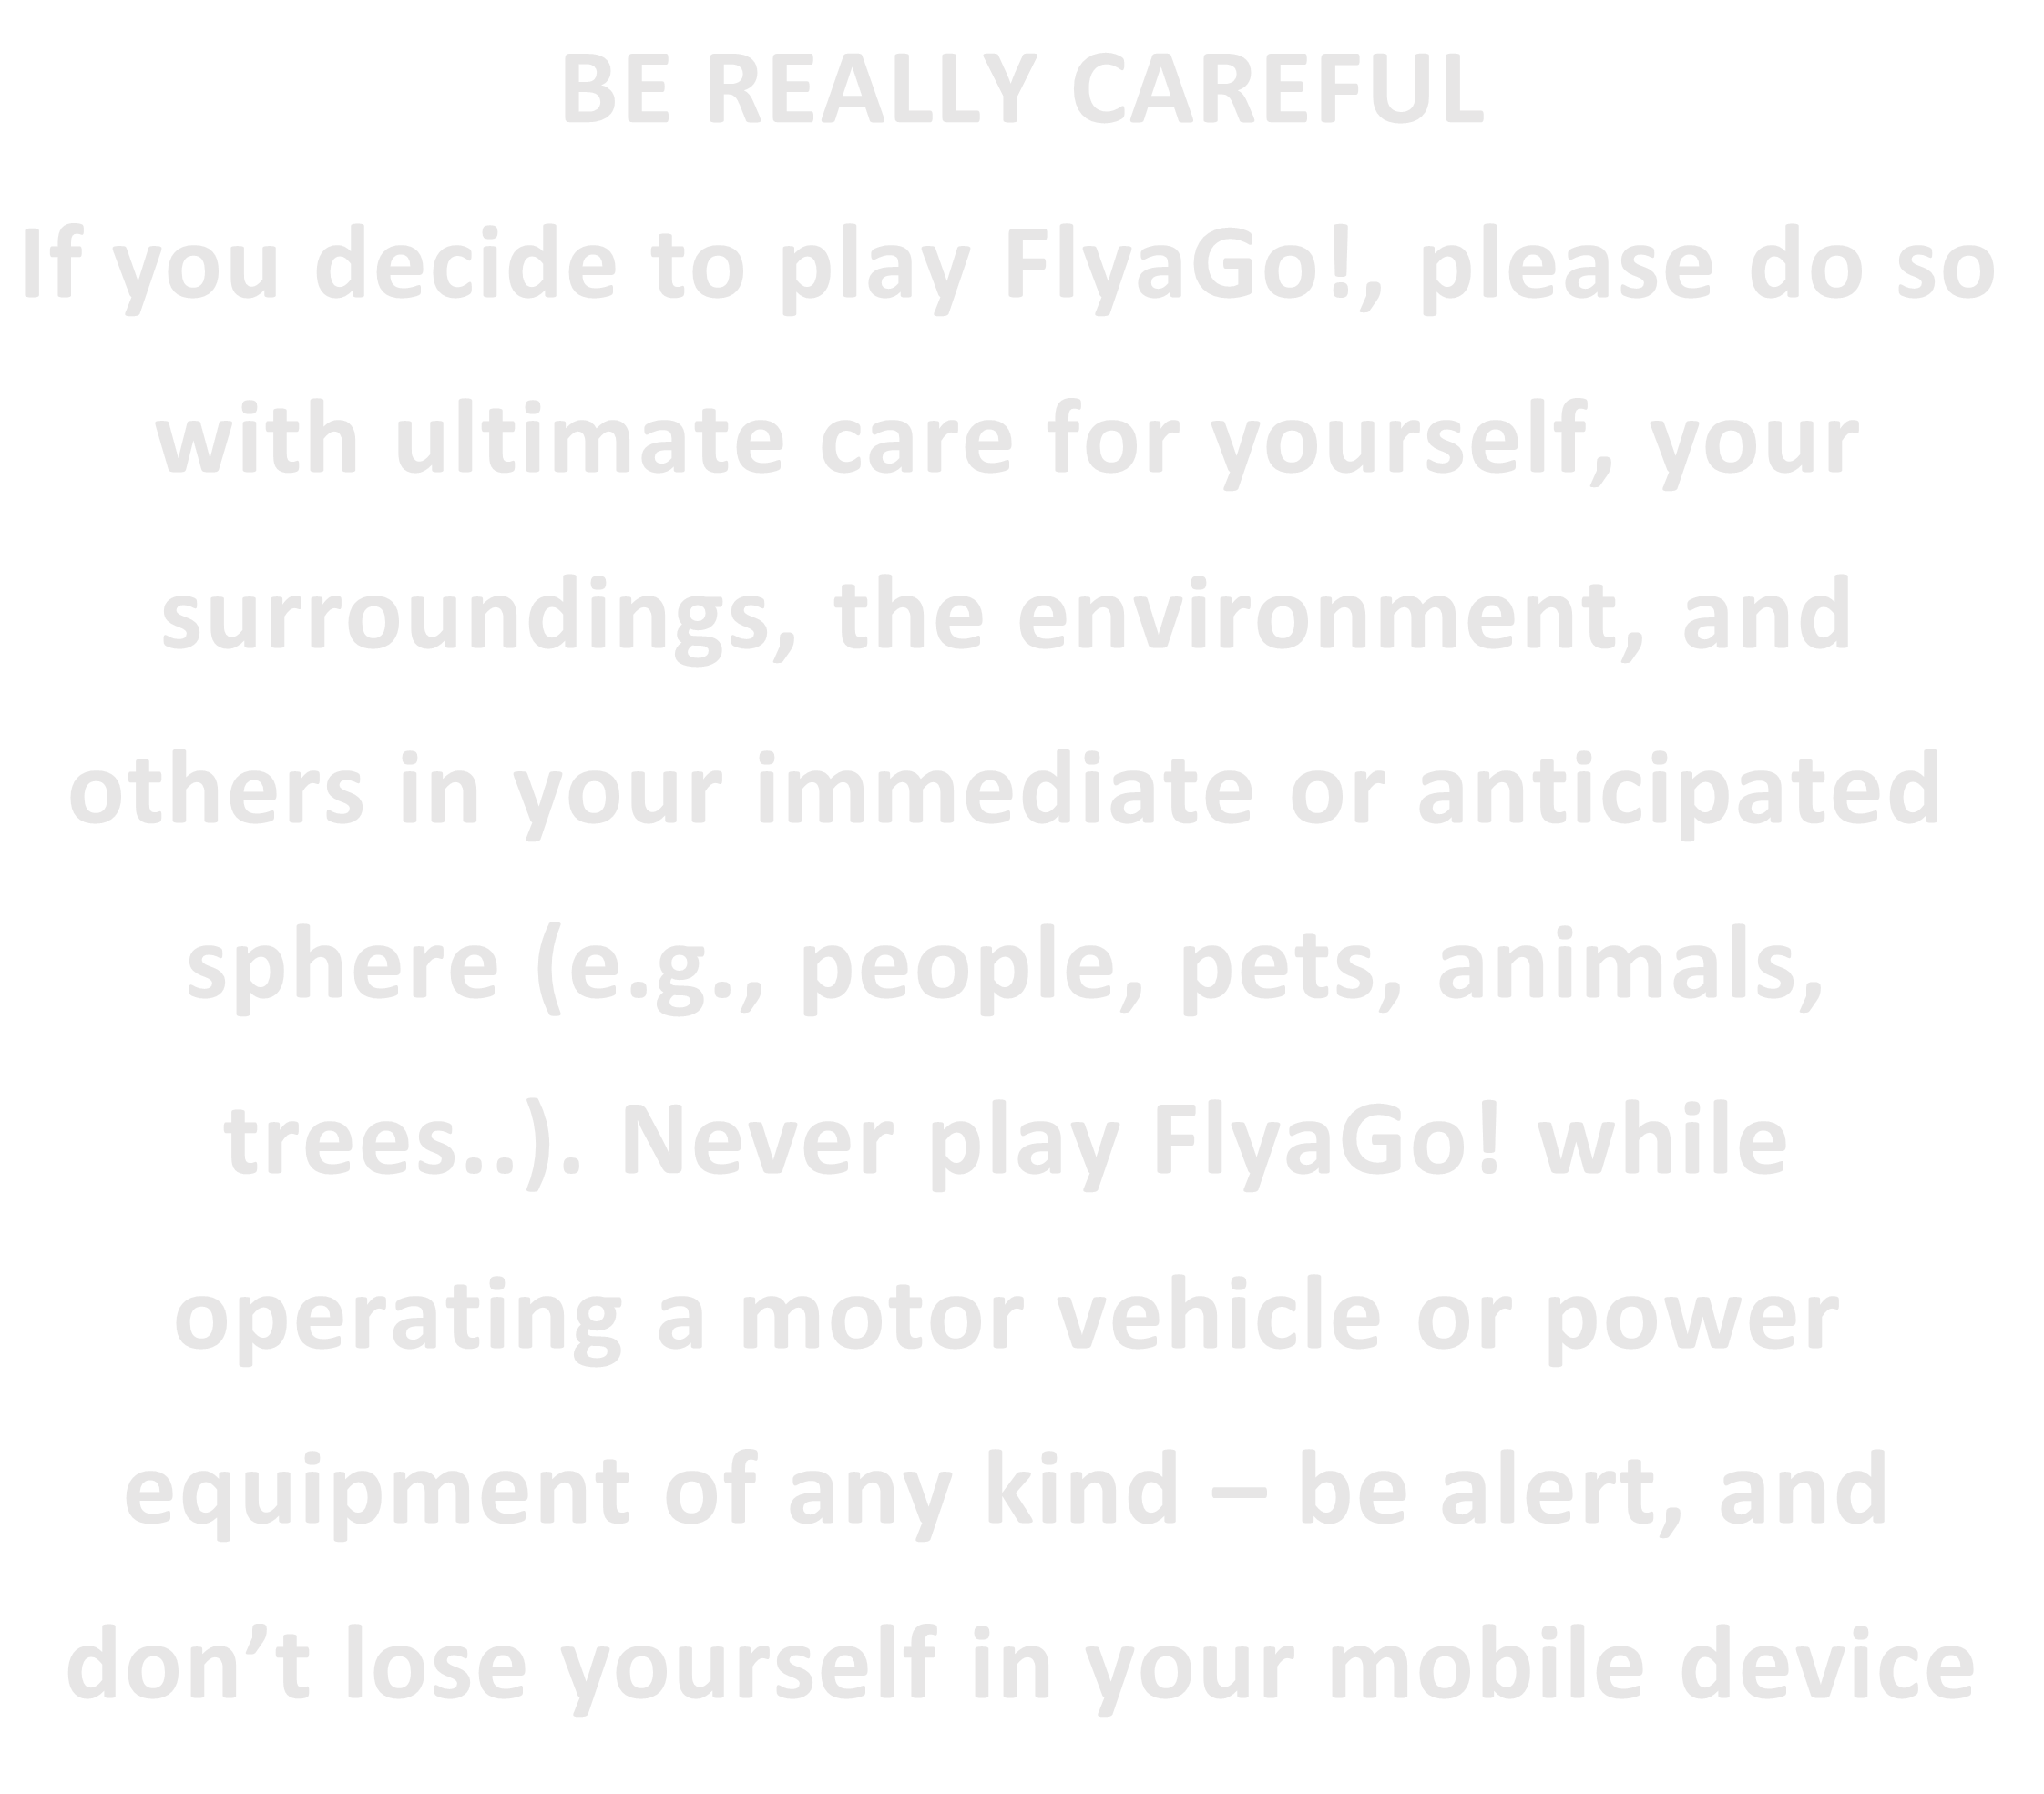 BE REALLY CAREFUL
If you decide to play FlyaGo!, please do so
with ultimate care for yourself, your
surroundings, the environment, and
others in your immediate or anticipated
sphere (e.g., people, pets, animals,
trees..). Never play FlyaGo! while
operating a motor vehicle or power
equipment of any kind — be alert, and
don’t lose yourself in your mobile device